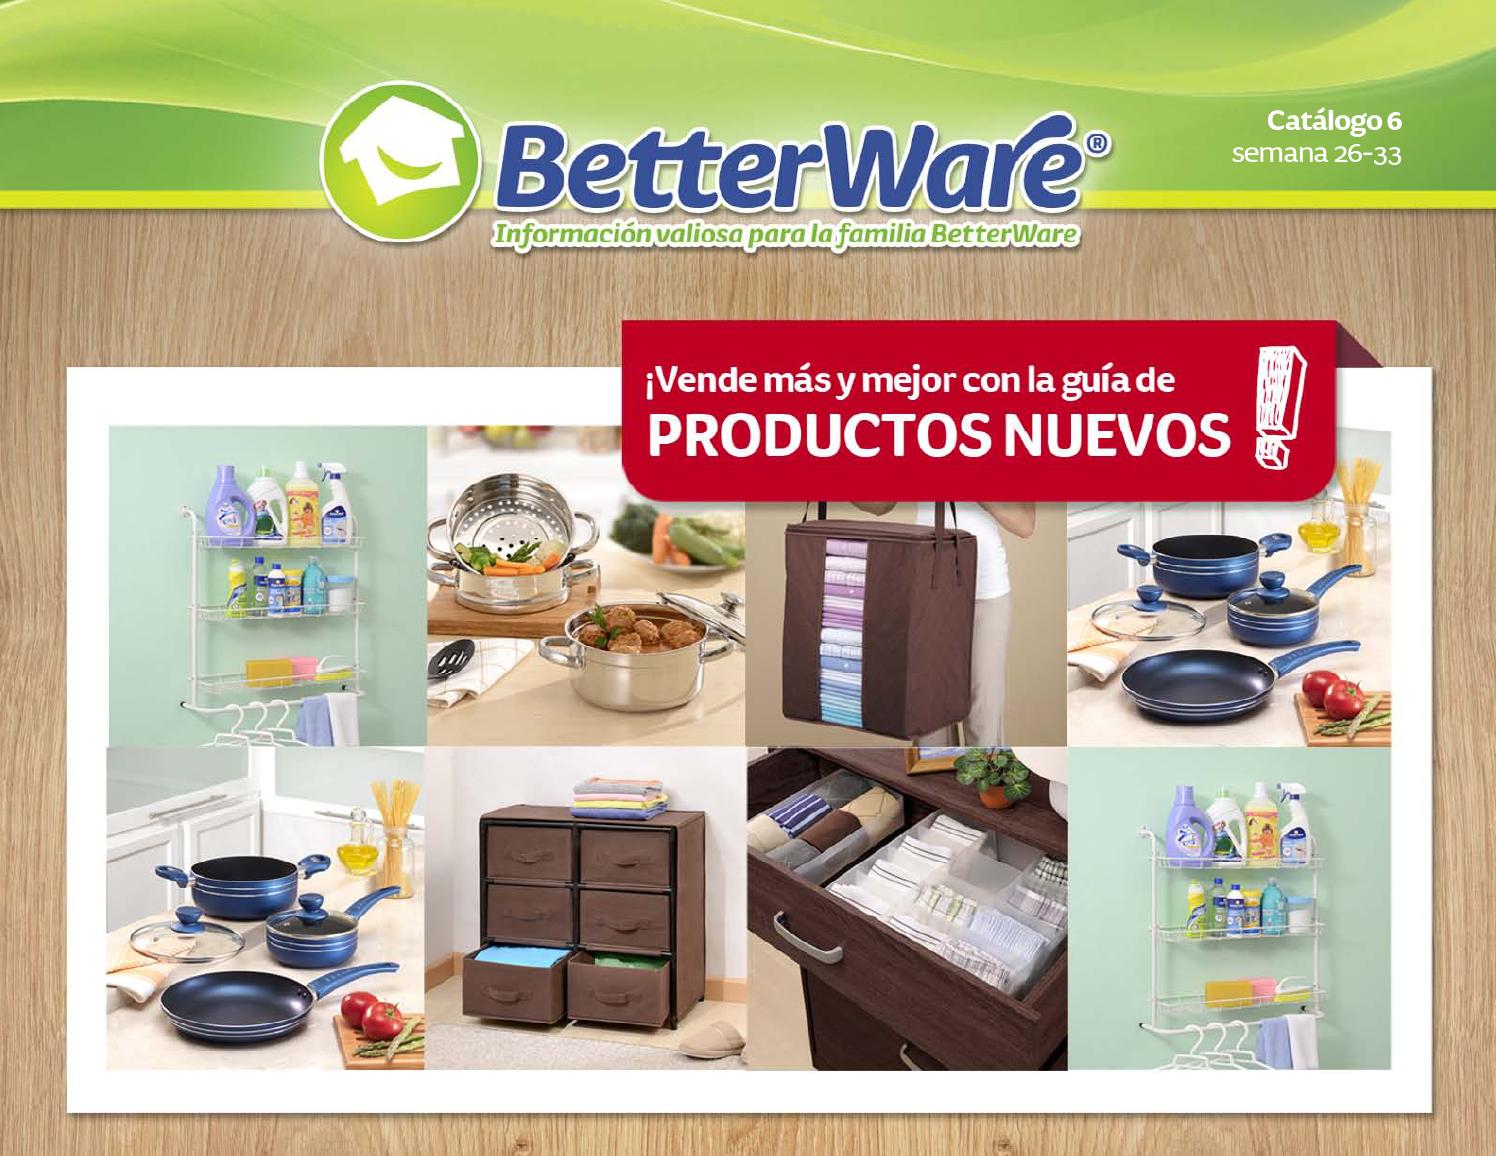 BetterWare®
Información valiosa para la familia BetterWare
Catálogo 6
semana 26-33
¡Vende más y mejor con la guía de
PRODUCTOS NUEVOS!